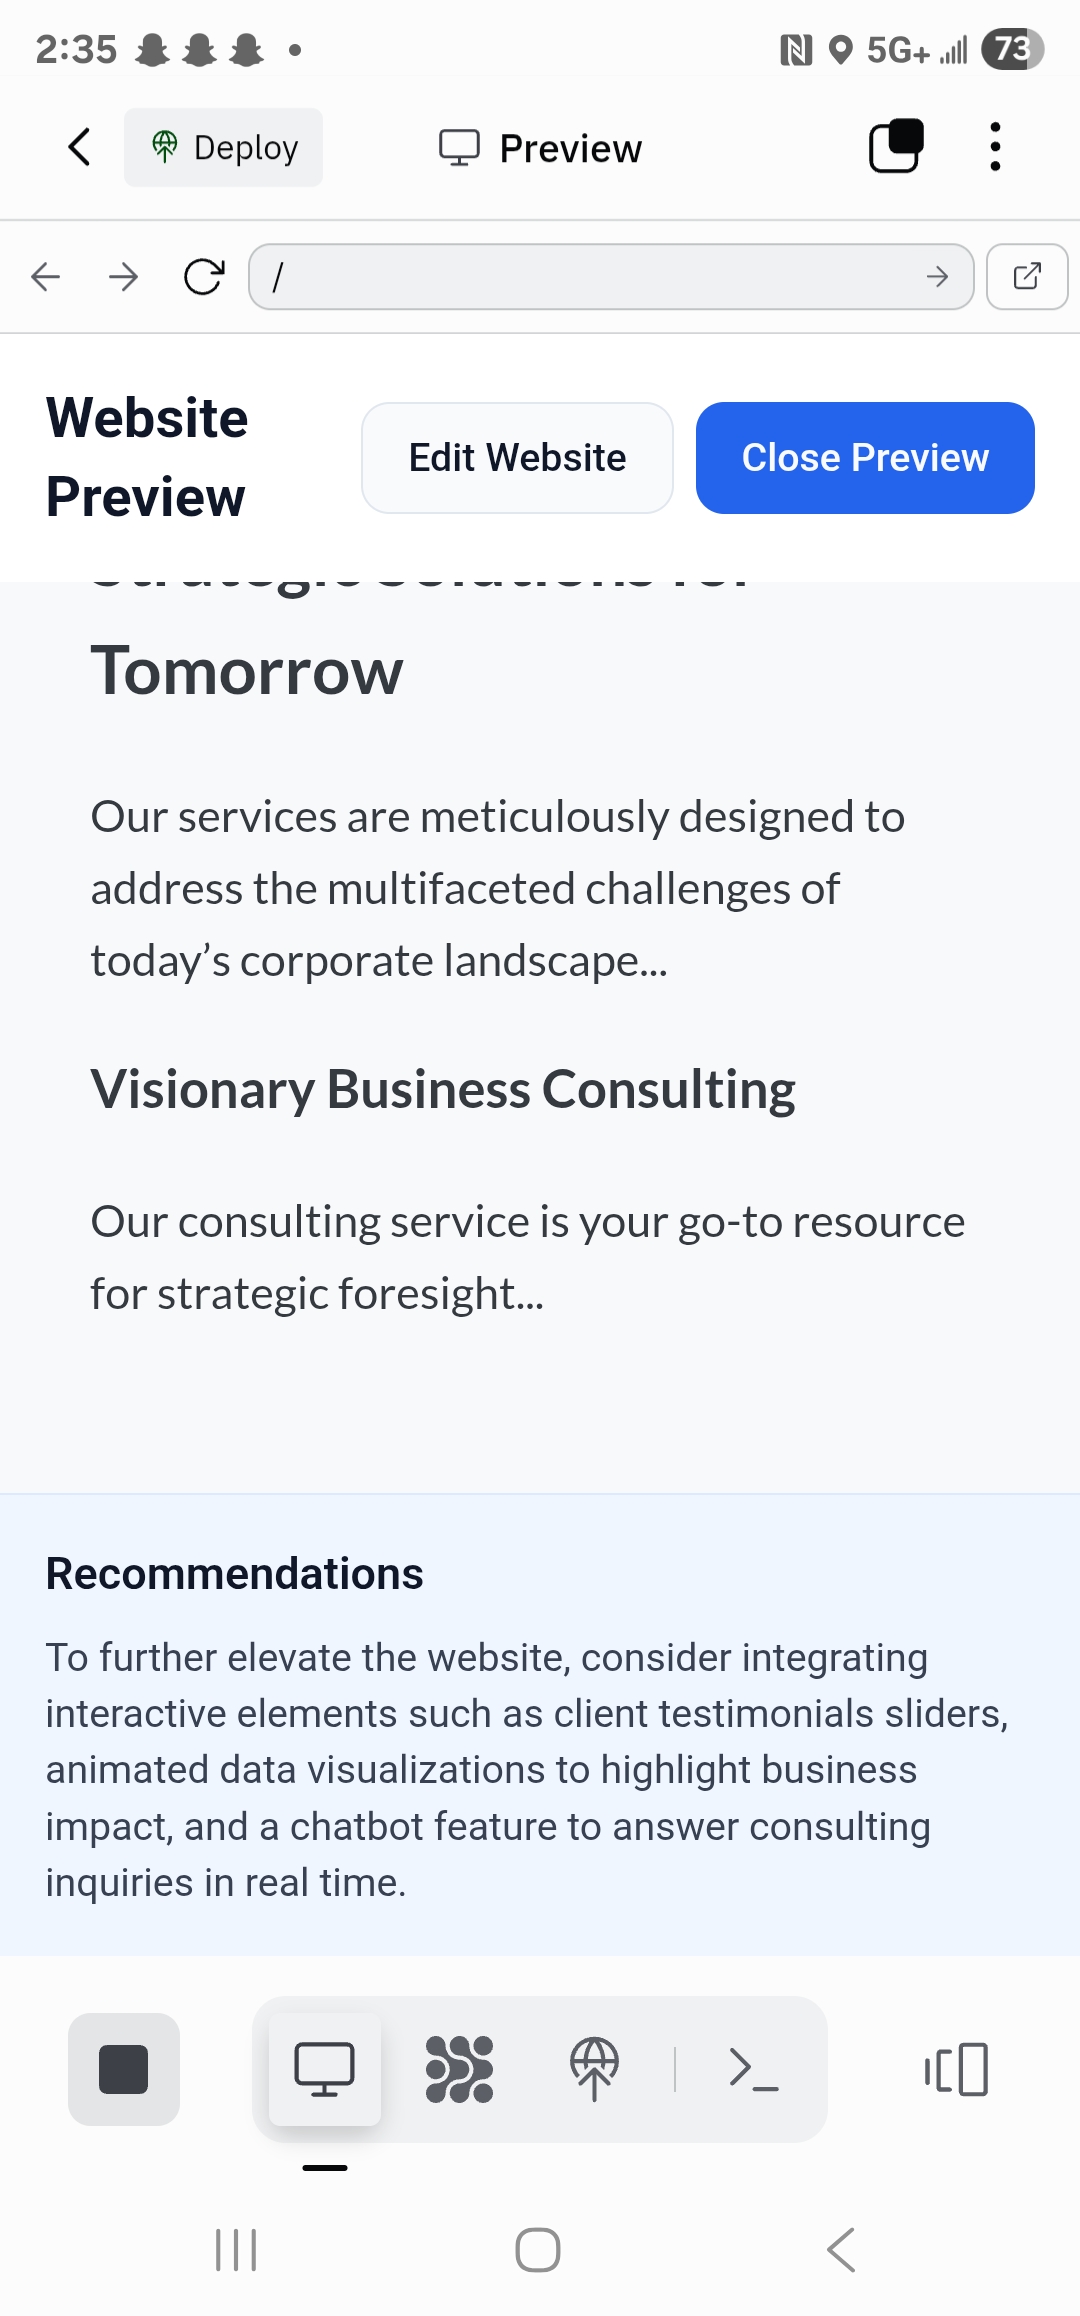 2:35
5G+
73
Deploy
Preview
/
Website
Preview
Edit Website
Close Preview
Strategic Solutions for
Tomorrow
Our services are meticulously designed to
address the multifaceted challenges of
today’s corporate landscape...
Visionary Business Consulting
Our consulting service is your go-to resource
for strategic foresight...
Recommendations
To further elevate the website, consider integrating
interactive elements such as client testimonials sliders,
animated data visualizations to highlight business
impact, and a chatbot feature to answer consulting
inquiries in real time.